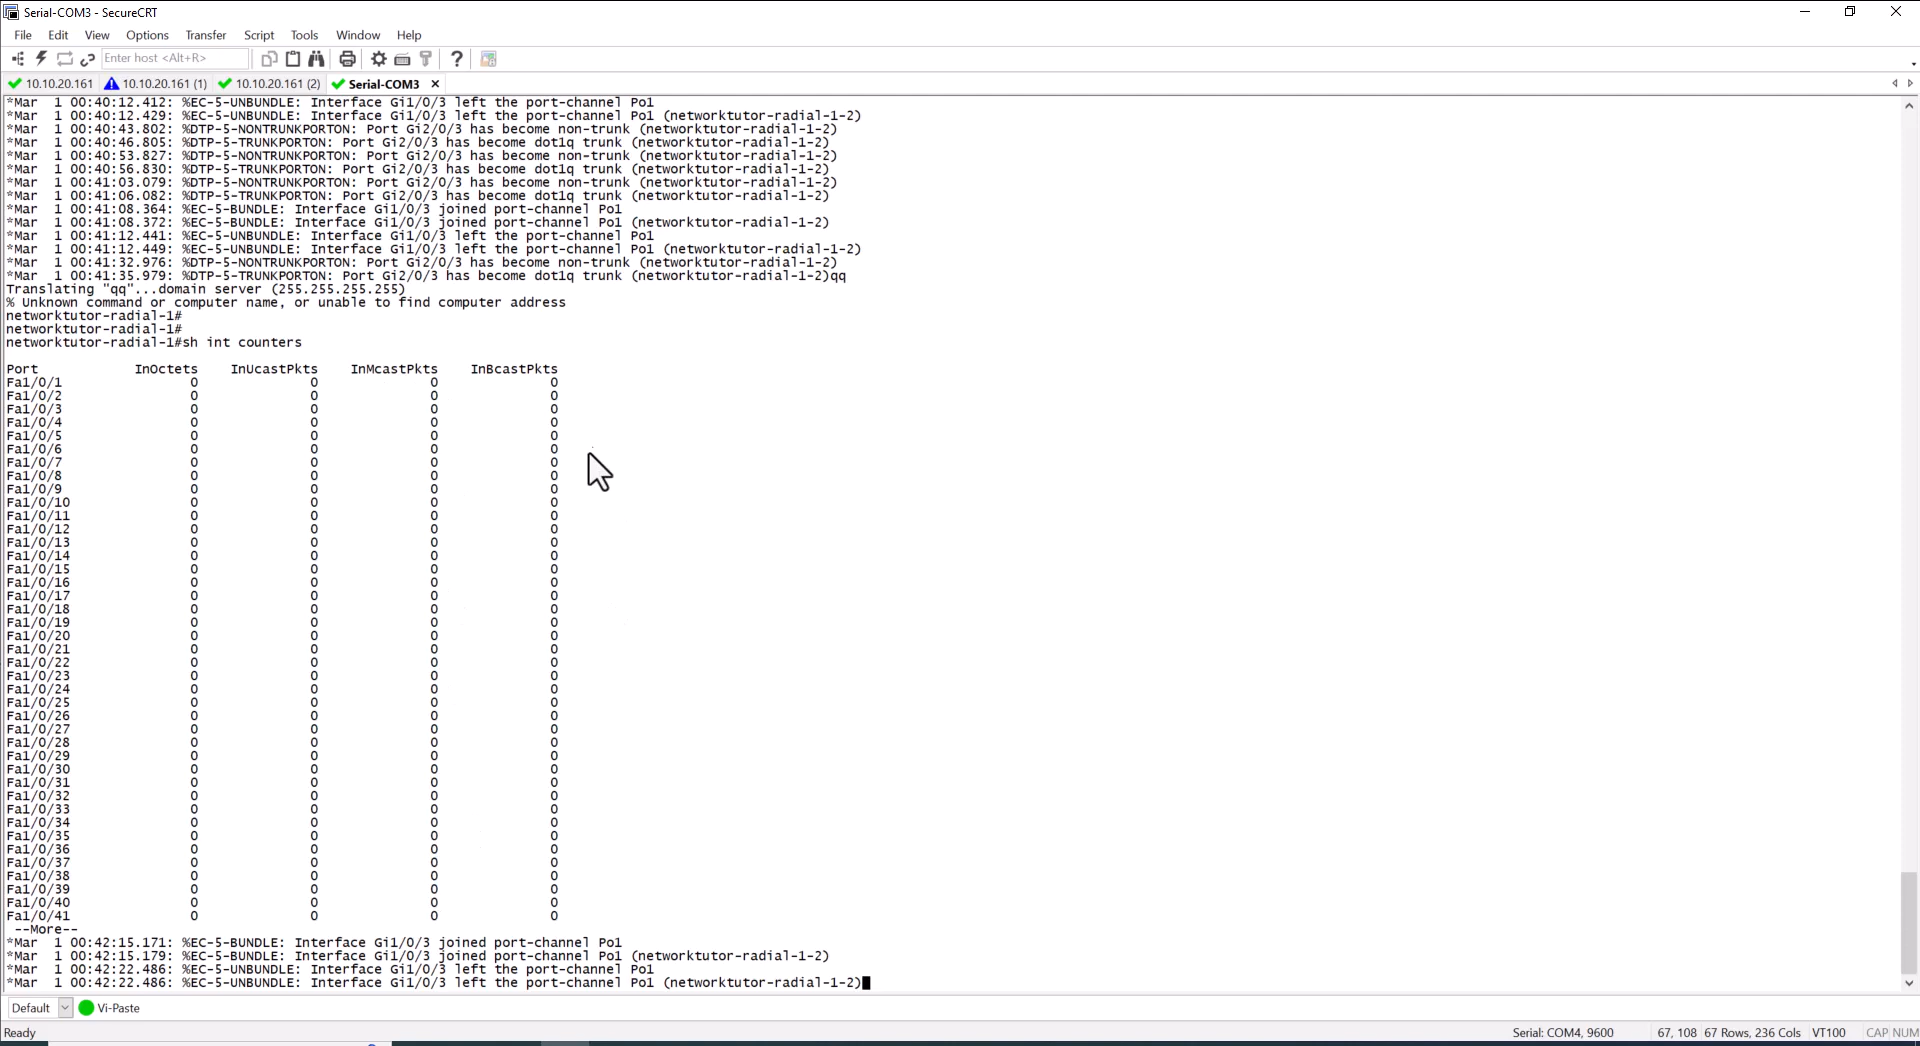 Serial-COM3 - SecureCRT
File Edit View Options Transfer Script Tools Window Help
Enter host <Alt+R>
10.10.20.161 10.10.20.161 (1) 10.10.20.161 (2) Serial-COM3
*Mar  1 00:40:12.412: %EC-5-UNBUNDLE: Interface Gi1/0/3 left the port-channel Po1
*Mar  1 00:40:12.429: %EC-5-UNBUNDLE: Interface Gi1/0/3 left the port-channel Po1 (networktutor-radial-1-2)
*Mar  1 00:40:43.802: %DTP-5-NONTRUNKPORTON: Port Gi2/0/3 has become non-trunk (networktutor-radial-1-2)
*Mar  1 00:40:46.805: %DTP-5-TRUNKPORTON: Port Gi2/0/3 has become dot1q trunk (networktutor-radial-1-2)
*Mar  1 00:40:53.827: %DTP-5-NONTRUNKPORTON: Port Gi2/0/3 has become non-trunk (networktutor-radial-1-2)
*Mar  1 00:40:56.830: %DTP-5-TRUNKPORTON: Port Gi2/0/3 has become dot1q trunk (networktutor-radial-1-2)
*Mar  1 00:41:03.079: %DTP-5-NONTRUNKPORTON: Port Gi2/0/3 has become non-trunk (networktutor-radial-1-2)
*Mar  1 00:41:06.082: %DTP-5-TRUNKPORTON: Port Gi2/0/3 has become dot1q trunk (networktutor-radial-1-2)
*Mar  1 00:41:08.364: %EC-5-BUNDLE: Interface Gi1/0/3 joined port-channel Po1
*Mar  1 00:41:08.372: %EC-5-BUNDLE: Interface Gi1/0/3 joined port-channel Po1 (networktutor-radial-1-2)
*Mar  1 00:41:12.441: %EC-5-UNBUNDLE: Interface Gi1/0/3 left the port-channel Po1
*Mar  1 00:41:12.449: %EC-5-UNBUNDLE: Interface Gi1/0/3 left the port-channel Po1 (networktutor-radial-1-2)
*Mar  1 00:41:32.976: %DTP-5-NONTRUNKPORTON: Port Gi2/0/3 has become non-trunk (networktutor-radial-1-2)
*Mar  1 00:41:35.979: %DTP-5-TRUNKPORTON: Port Gi2/0/3 has become dot1q trunk (networktutor-radial-1-2)qq
Translating "qq"...domain server (255.255.255.255)
% Unknown command or computer name, or unable to find computer address
networktutor-radial-1#
networktutor-radial-1#
networktutor-radial-1#sh int counters
Port InOctets InUcastPkts InMcastPkts InBcastPkts
Fa1/0/1 0 0 0 0
Fa1/0/2 0 0 0 0
Fa1/0/3 0 0 0 0
Fa1/0/4 0 0 0 0
Fa1/0/5 0 0 0 0
Fa1/0/6 0 0 0 0
Fa1/0/7 0 0 0 0
Fa1/0/8 0 0 0 0
Fa1/0/9 0 0 0 0
Fa1/0/10 0 0 0 0
Fa1/0/11 0 0 0 0
Fa1/0/12 0 0 0 0
Fa1/0/13 0 0 0 0
Fa1/0/14 0 0 0 0
Fa1/0/15 0 0 0 0
Fa1/0/16 0 0 0 0
Fa1/0/17 0 0 0 0
Fa1/0/18 0 0 0 0
Fa1/0/19 0 0 0 0
Fa1/0/20 0 0 0 0
Fa1/0/21 0 0 0 0
Fa1/0/22 0 0 0 0
Fa1/0/23 0 0 0 0
Fa1/0/24 0 0 0 0
Fa1/0/25 0 0 0 0
Fa1/0/26 0 0 0 0
Fa1/0/27 0 0 0 0
Fa1/0/28 0 0 0 0
Fa1/0/29 0 0 0 0
Fa1/0/30 0 0 0 0
Fa1/0/31 0 0 0 0
Fa1/0/32 0 0 0 0
Fa1/0/33 0 0 0 0
Fa1/0/34 0 0 0 0
Fa1/0/35 0 0 0 0
Fa1/0/36 0 0 0 0
Fa1/0/37 0 0 0 0
Fa1/0/38 0 0 0 0
Fa1/0/39 0 0 0 0
Fa1/0/40 0 0 0 0
Fa1/0/41 0 0 0 0
--More--
*Mar  1 00:42:15.171: %EC-5-BUNDLE: Interface Gi1/0/3 joined port-channel Po1
*Mar  1 00:42:15.179: %EC-5-BUNDLE: Interface Gi1/0/3 joined port-channel Po1 (networktutor-radial-1-2)
*Mar  1 00:42:22.486: %EC-5-UNBUNDLE: Interface Gi1/0/3 left the port-channel Po1
*Mar  1 00:42:22.486: %EC-5-UNBUNDLE: Interface Gi1/0/3 left the port-channel Po1 (networktutor-radial-1-2)
Default Vi-Paste
Ready Serial: COM4, 9600 67, 108 67 Rows, 236 Cols VT100 CAP NUM